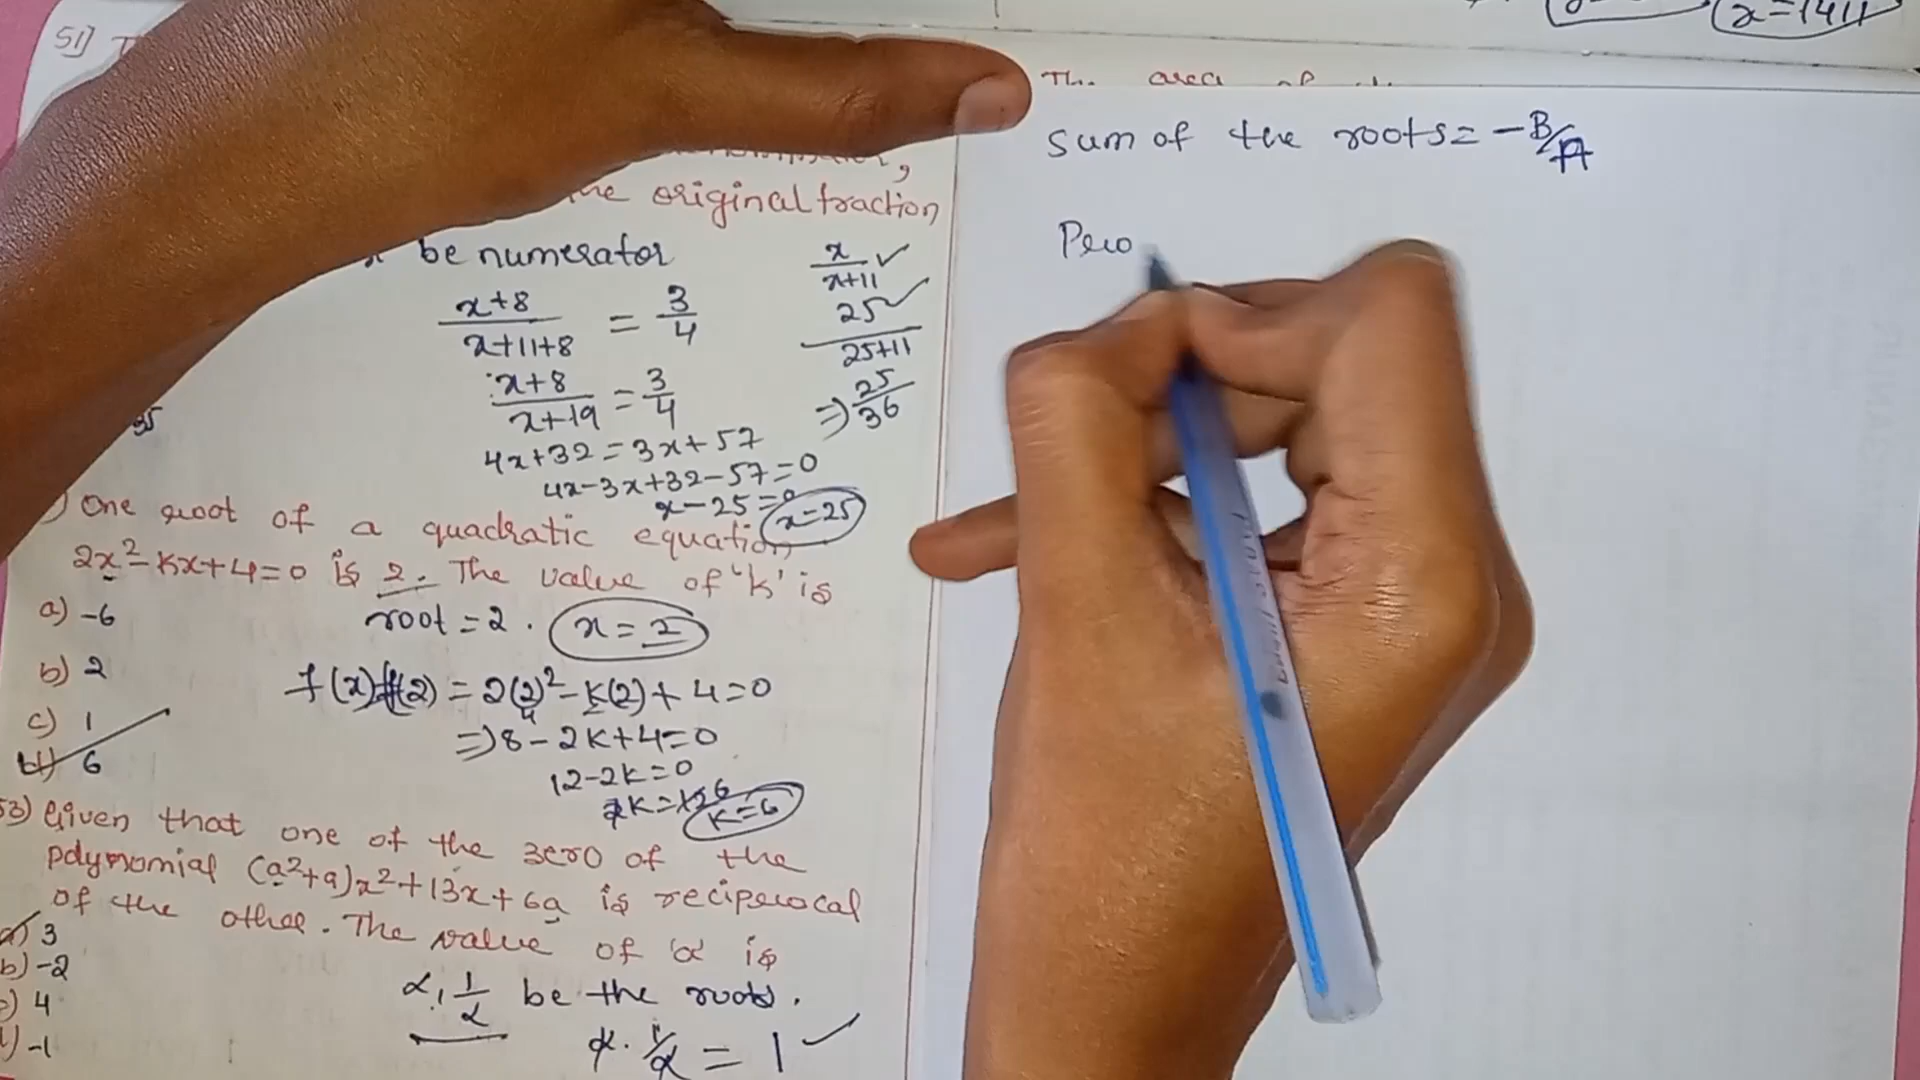 51]
x=1411
original fraction
be numerator
x/x+11 ✓
x+8/x+11+8 = 3/4
25 ✓/25+11
x+8/x+19 = 3/4
=> 25/36
4x+32=3x+57
4x-3x+32-57=0
x-25=0 x=25
One root of a quadratic equation,
2x²-Kx+4=0 is 2. The value of 'k' is
a) -6
root = 2. x=2
b) 2
f(x) f(2) = 2(2)²-k(2)+4=0
4
c) 1
=> 8-2K+4=0
d) 6
12-2K=0
2K=12 6 K=6
53) Given that one of the zero of the
polynomial (a²+9)x²+13x+6a is reciprocal
of the other. The value of 'a' is
a) 3
b) -2
c) 4
α, 1/α be the roots.
d) -1
α. 1/α = 1 ✓
area
sum of the roots= -B/A
Pro